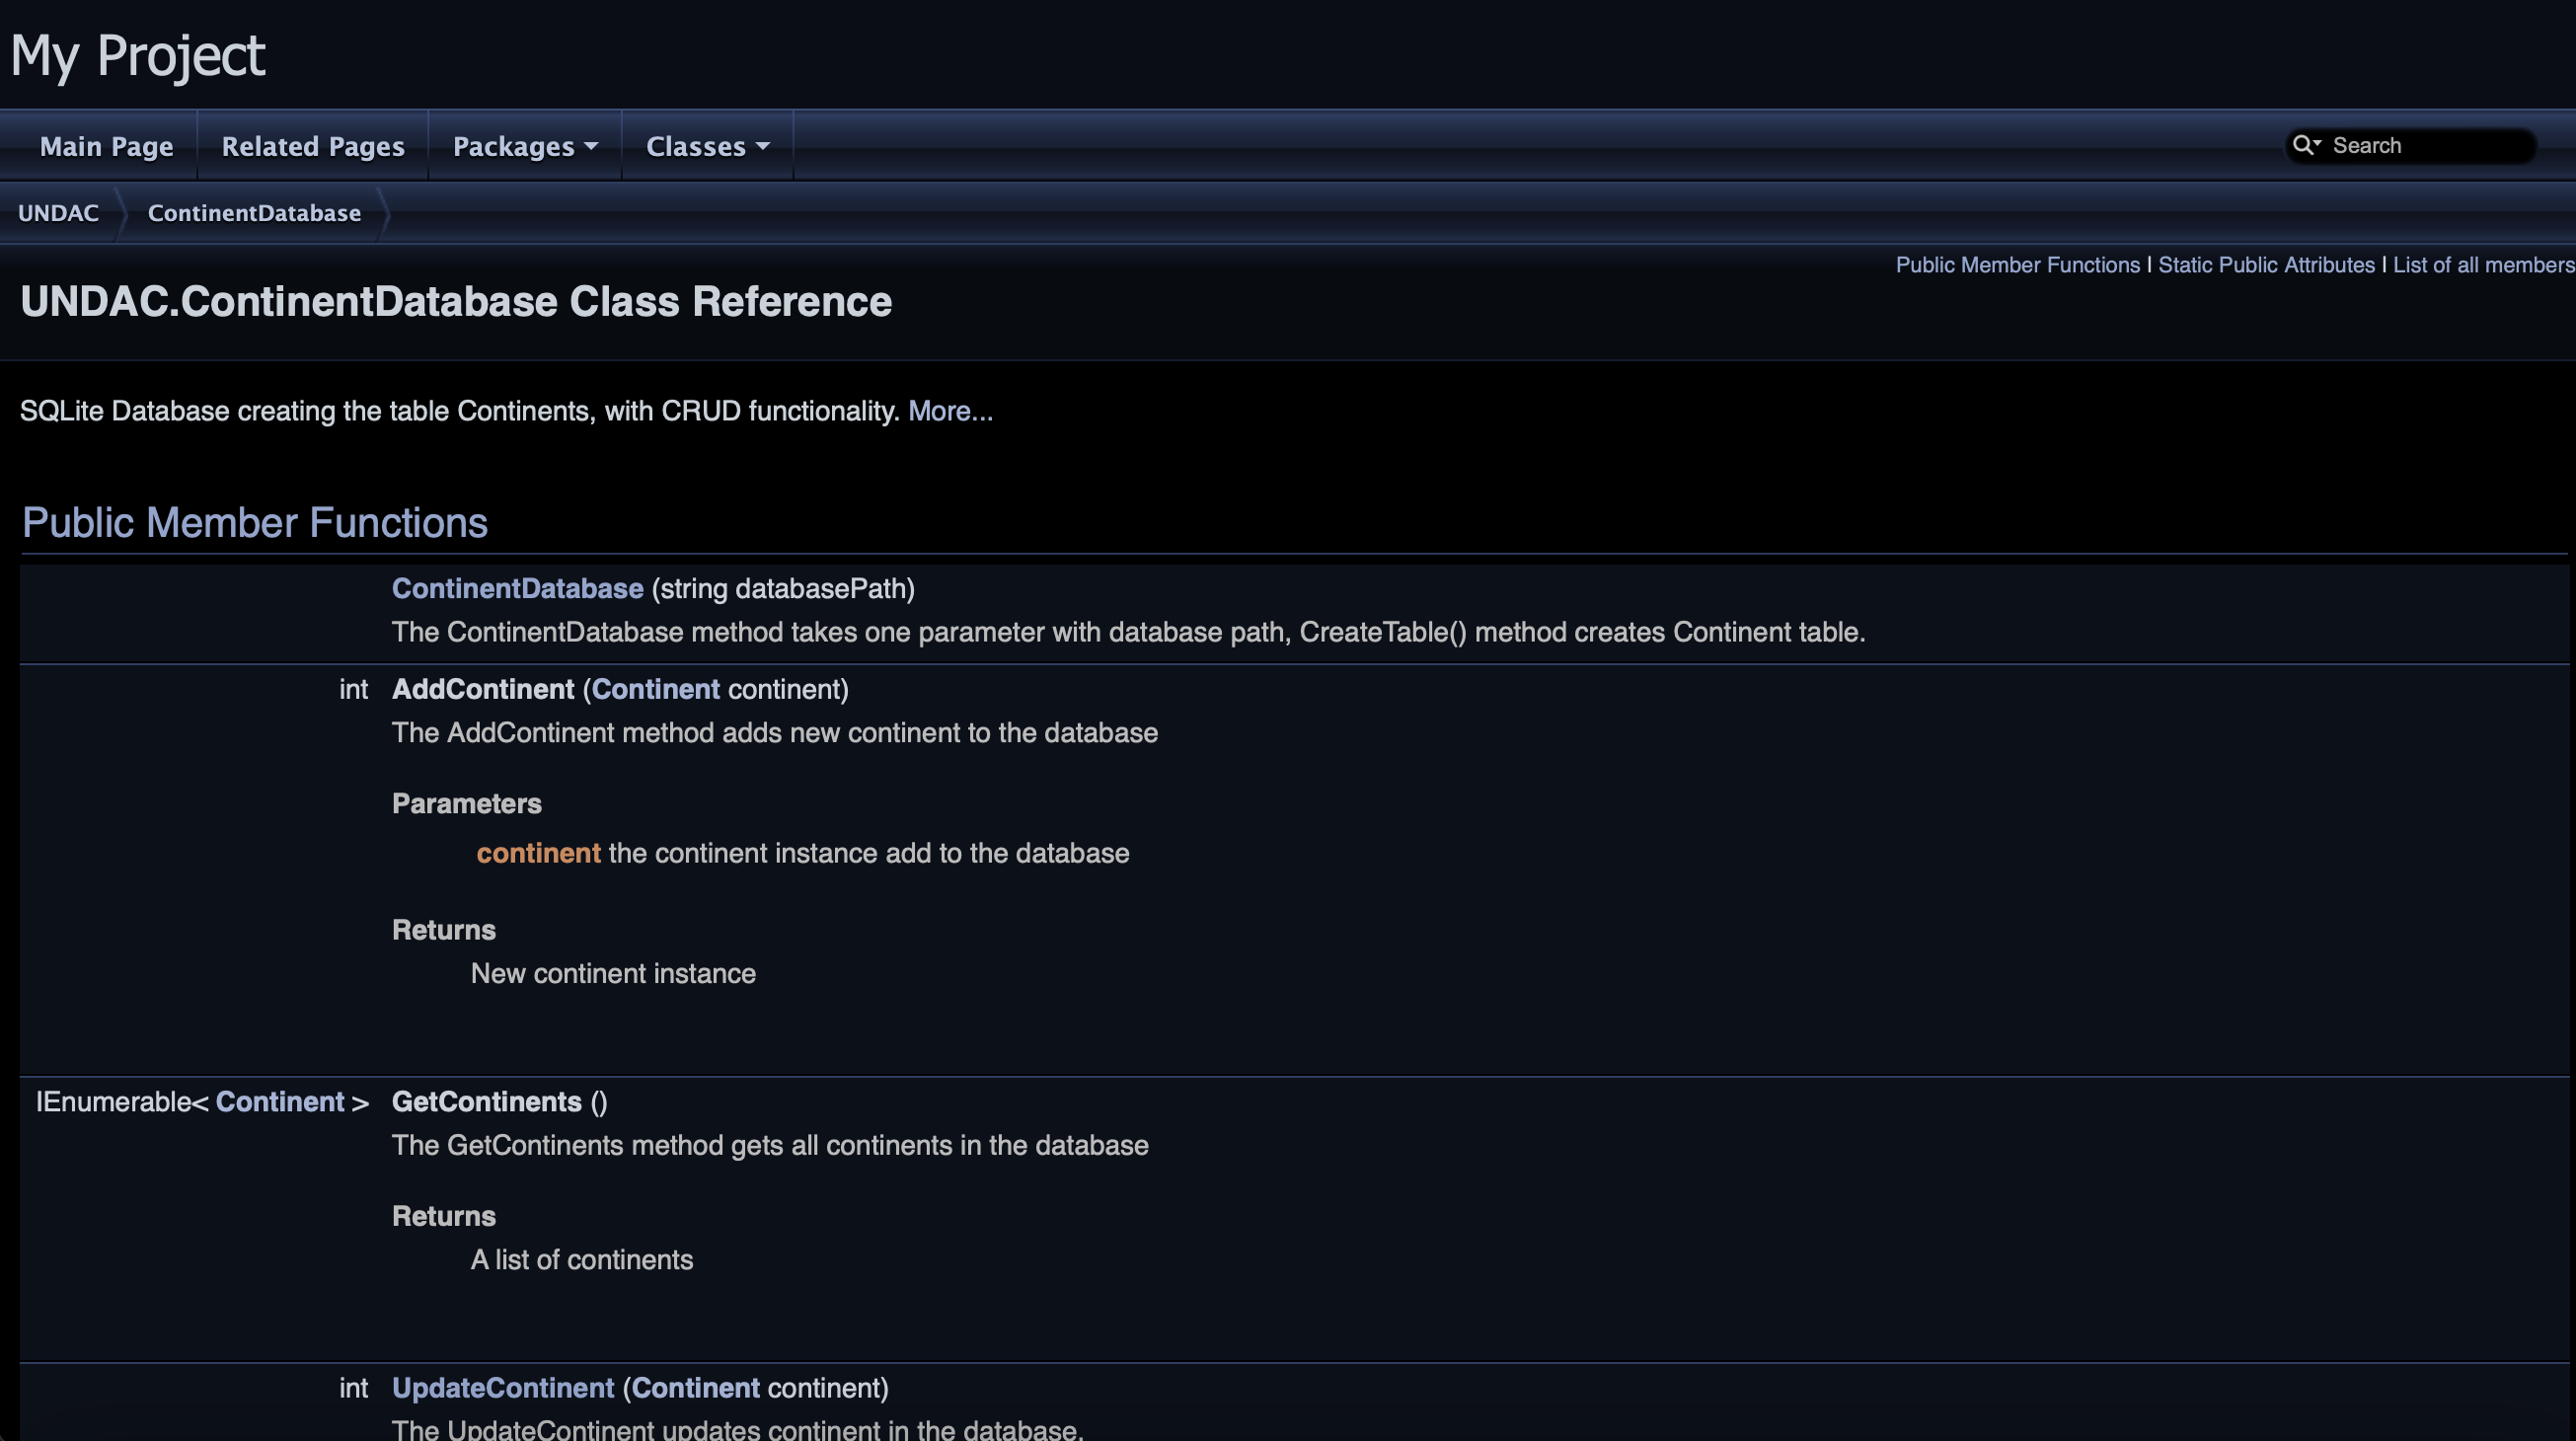 My Project
Main Page Related Pages Packages Classes Search
UNDAC ContinentDatabase
Public Member Functions | Static Public Attributes | List of all members
UNDAC.ContinentDatabase Class Reference
SQLite Database creating the table Continents, with CRUD functionality. More...
Public Member Functions
ContinentDatabase (string databasePath)
The ContinentDatabase method takes one parameter with database path, CreateTable() method creates Continent table.
int AddContinent (Continent continent)
The AddContinent method adds new continent to the database
Parameters
continent the continent instance add to the database
Returns
New continent instance
IEnumerable< Continent > GetContinents ()
The GetContinents method gets all continents in the database
Returns
A list of continents
int UpdateContinent (Continent continent)
The UpdateContinent updates continent in the database.